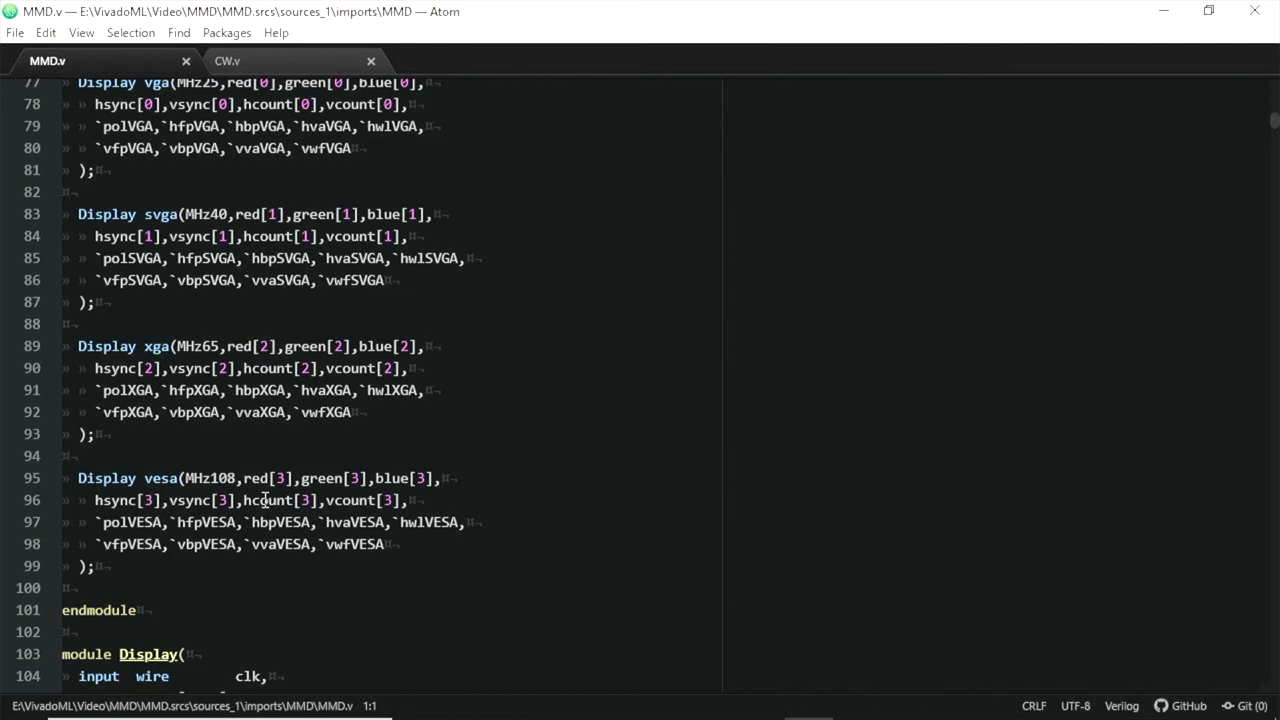 MMD.v — E:\VivadoML\Video\MMD\MMD.srcs\sources_1\imports\MMD — Atom
File Edit View Selection Find Packages Help
MMD.v CW.v
77 Display vga(MHz25,red[0],green[0],blue[0],
78 hsync[0],vsync[0],hcount[0],vcount[0],
79 `polVGA,`hfpVGA,`hbpVGA,`hvaVGA,`hwlVGA,
80 `vfpVGA,`vbpVGA,`vvaVGA,`vwfVGA
81 );
82
83 Display svga(MHz40,red[1],green[1],blue[1],
84 hsync[1],vsync[1],hcount[1],vcount[1],
85 `polSVGA,`hfpSVGA,`hbpSVGA,`hvaSVGA,`hwlSVGA,
86 `vfpSVGA,`vbpSVGA,`vvaSVGA,`vwfSVGA
87 );
88
89 Display xga(MHz65,red[2],green[2],blue[2],
90 hsync[2],vsync[2],hcount[2],vcount[2],
91 `polXGA,`hfpXGA,`hbpXGA,`hvaXGA,`hwlXGA,
92 `vfpXGA,`vbpXGA,`vvaXGA,`vwfXGA
93 );
94
95 Display vesa(MHz108,red[3],green[3],blue[3],
96 hsync[3],vsync[3],hcount[3],vcount[3],
97 `polVESA,`hfpVESA,`hbpVESA,`hvaVESA,`hwlVESA,
98 `vfpVESA,`vbpVESA,`vvaVESA,`vwfVESA
99 );
100
101 endmodule
102
103 module Display(
104 input wire clk,
E:\VivadoML\Video\MMD\MMD.srcs\sources_1\imports\MMD\MMD.v 1:1 CRLF UTF-8 Verilog GitHub Git (0)